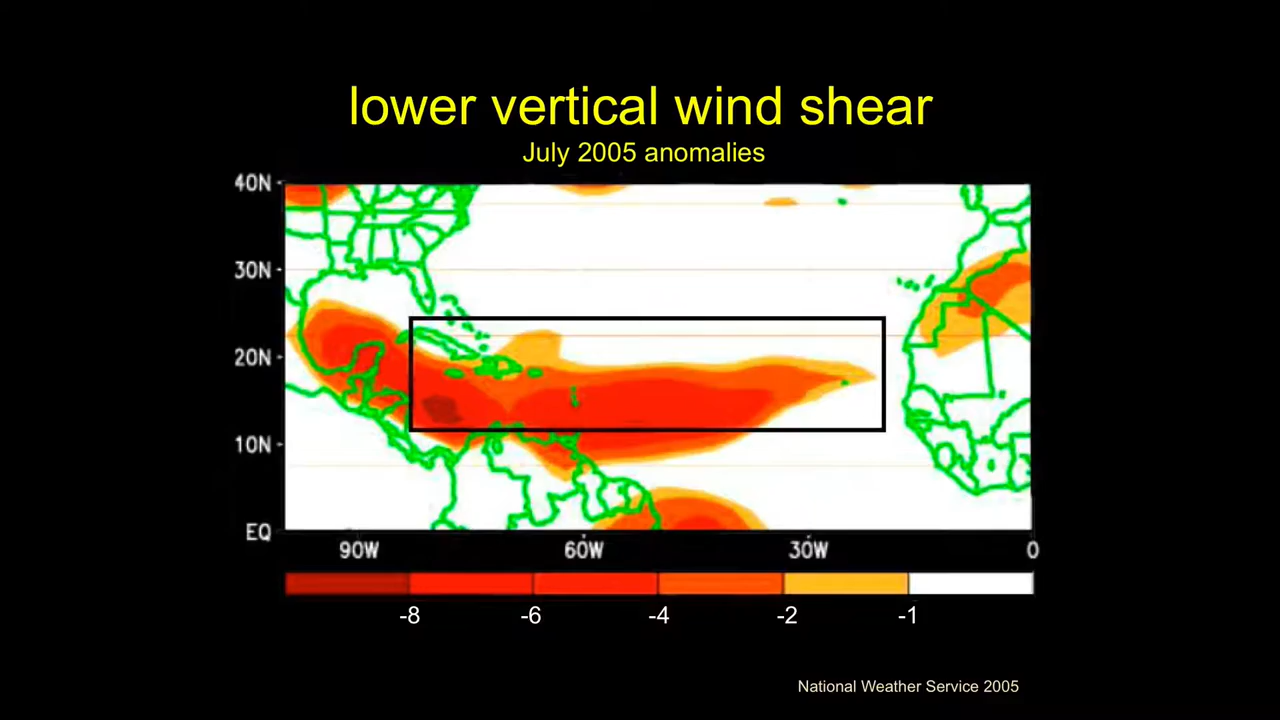 lower vertical wind shear
July 2005 anomalies
40N
30N
20N
10N
EQ
90W 60W 30W 0
-8 -6 -4 -2 -1
National Weather Service 2005